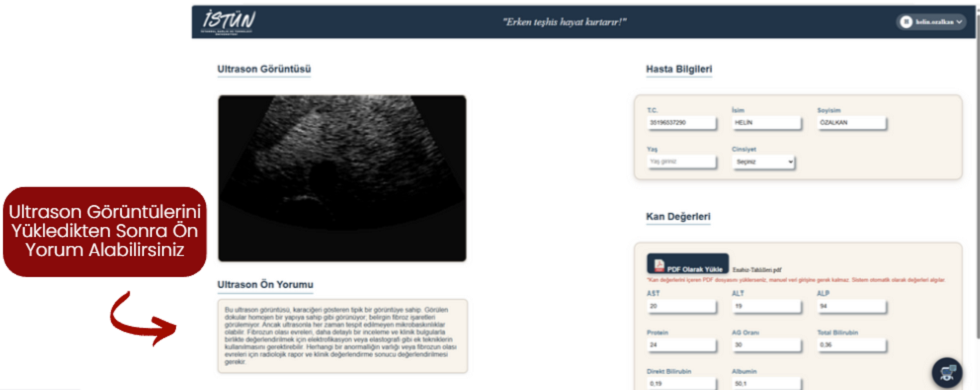 İSTÜN
"Erken teşhis hayat kurtarır!"
H helin.ozalkan
Ultrason Görüntüsü
Hasta Bilgileri
T.C.
İsim
Soyisim
HELİN
ÖZALKAN
Yaş
Cinsiyet
Yaş giriniz
Seçiniz
Ultrason Görüntülerini
Yükledikten Sonra Ön
Yorum Alabilirsiniz
Kan Değerleri
PDF Olarak Yükle
*Kan değerlerini içeren PDF dosyasını yüklerseniz, manuel veri girişine gerek kalmaz. Sistem otomatik olarak değerleri algılar.
Ultrason Ön Yorumu
Bu ultrason görüntüsü, karaciğeri gösteren tipik bir görüntüye sahip. Görülen
dokular homojen bir yapıya sahip gibi görünüyor, belirgin fibroz işaretleri
görülemiyor. Ancak ultrasonla her zaman tespit edilmeyen mikrobaskınlıklar
olabilir. Fibrozun olası evreleri, daha detaylı bir inceleme ve klinik bulgularla
birlikte değerlendirilmek için elektrofikasyon veya elastografi gibi ek tekniklerin
kullanılmasını gerektirebilir. Herhangi bir anormalliğin varlığı veya fibrozun olası
evreleri için radyolojik rapor ve klinik değerlendirme sonucu değerlendirilmesi
gerekir.
AST
ALT
ALP
20
19
94
Protein
AG Oranı
Total Bilirubin
24
30
0,36
Direkt Bilirubin
Albumin
0,19
50,1